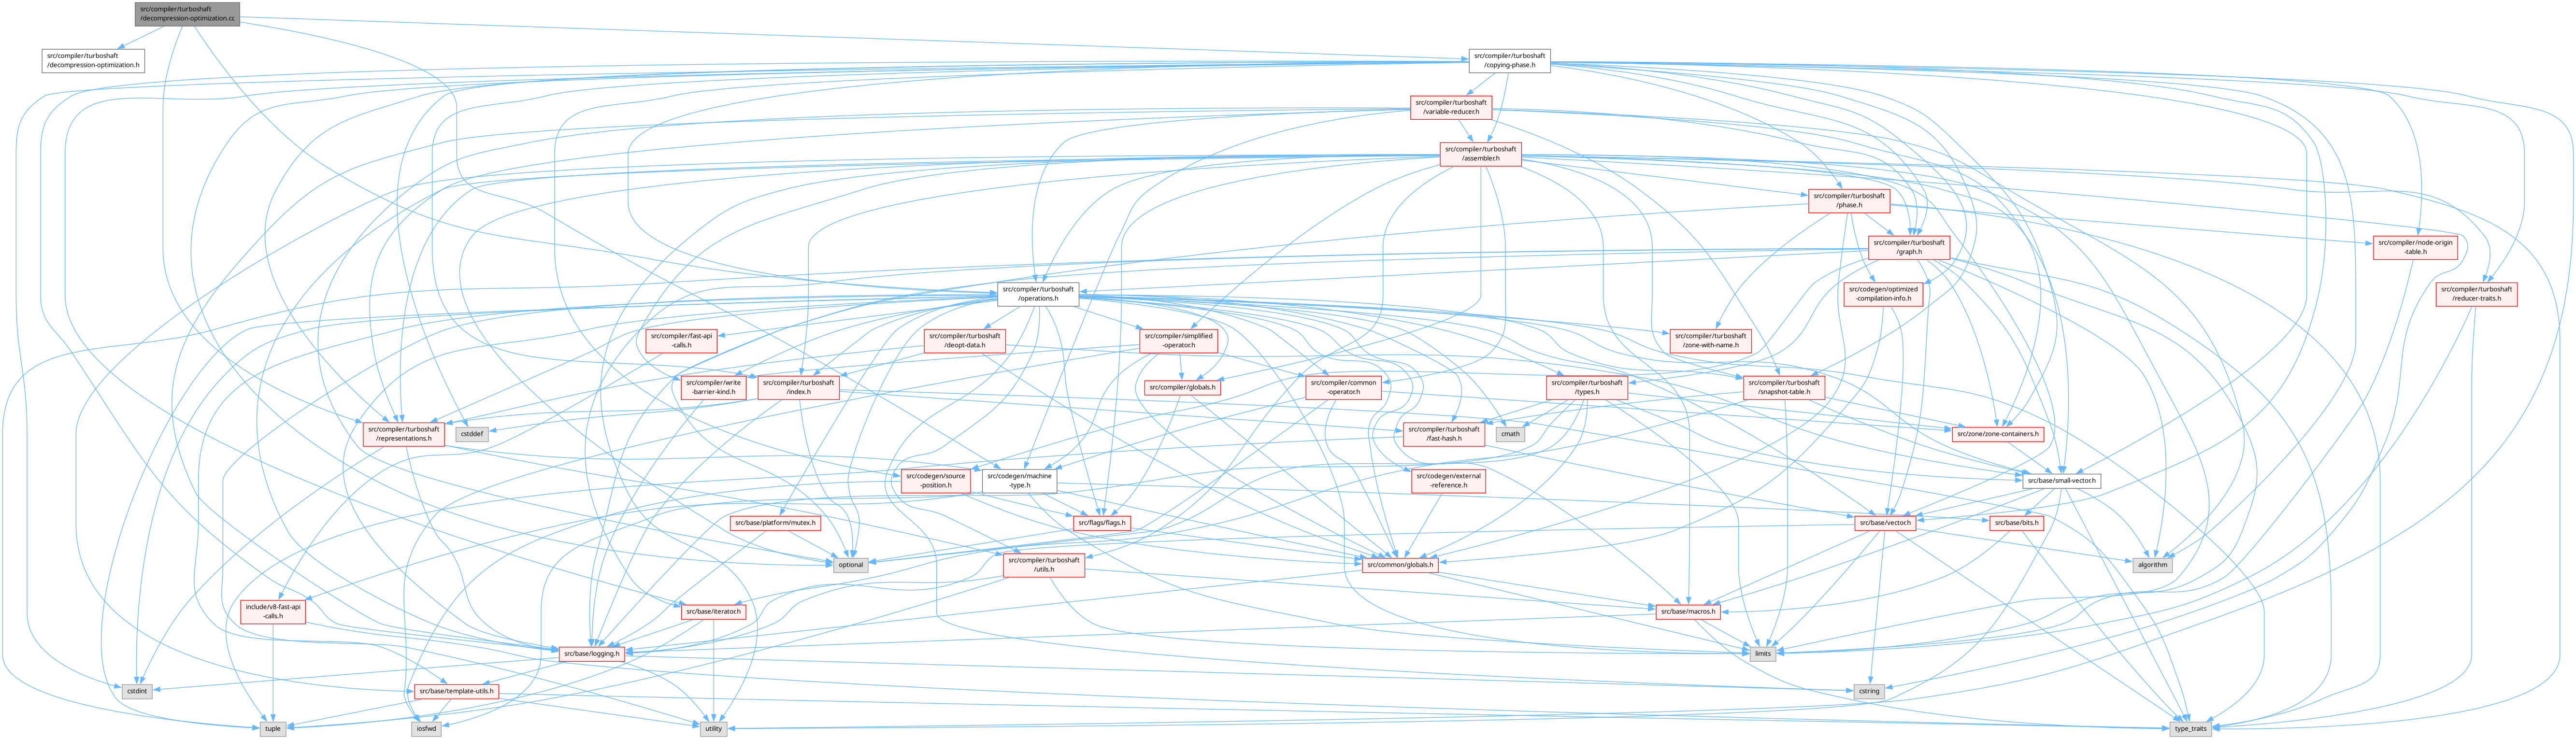 src/compiler/turboshaft
/decompression-optimization.cc
src/compiler/turboshaft
/decompression-optimization.h
src/compiler/turboshaft
/copying-phase.h
src/compiler/turboshaft
/variable-reducer.h
src/compiler/turboshaft
/assembler.h
src/compiler/turboshaft
/phase.h
src/compiler/turboshaft
/graph.h
src/compiler/node-origin
-table.h
src/compiler/turboshaft
/operations.h
src/codegen/optimized
-compilation-info.h
src/compiler/turboshaft
/reducer-traits.h
src/compiler/fast-api
-calls.h
src/compiler/turboshaft
/deopt-data.h
src/compiler/simplified
-operator.h
src/compiler/turboshaft
/zone-with-name.h
src/compiler/write
-barrier-kind.h
src/compiler/turboshaft
/index.h
src/compiler/globals.h
src/compiler/common
-operator.h
src/compiler/turboshaft
/types.h
src/compiler/turboshaft
/snapshot-table.h
src/compiler/turboshaft
/representations.h
cstddef
src/compiler/turboshaft
/fast-hash.h
cmath
src/zone/zone-containers.h
src/codegen/source
-position.h
src/codegen/machine
-type.h
src/codegen/external
-reference.h
src/base/small-vector.h
src/base/platform/mutex.h
src/flags/flags.h
src/base/vector.h
src/base/bits.h
optional
src/compiler/turboshaft
/utils.h
src/common/globals.h
algorithm
include/v8-fast-api
-calls.h
src/base/iterator.h
src/base/macros.h
src/base/logging.h
limits
cstdint
src/base/template-utils.h
cstring
tuple
iosfwd
utility
type_traits